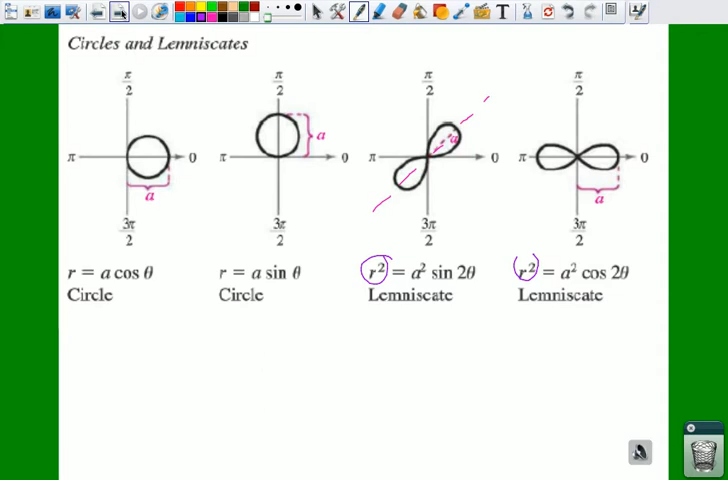 Circles and Lemniscates
π/2 π/2 π/2 π/2
a a
π 0 π 0 π 0 π 0
a a
3π/2 3π/2 3π/2 3π/2
r = a cos θ r = a sin θ r² = a² sin 2θ r² = a² cos 2θ
Circle Circle Lemniscate Lemniscate